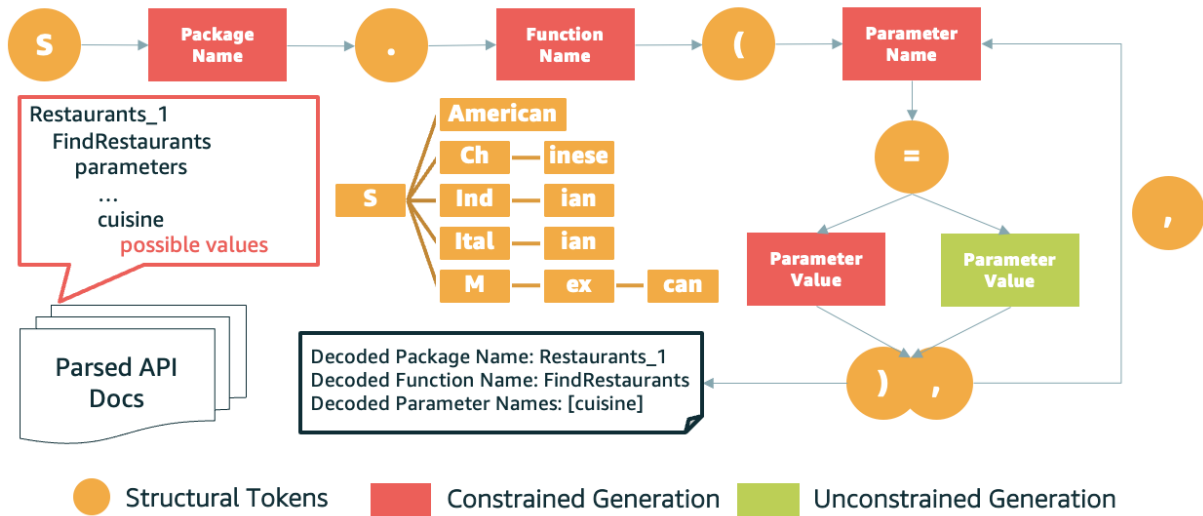 S
Package
Name
.
Function
Name
(
Parameter
Name
Restaurants_1
FindRestaurants
parameters
...
cuisine
possible values
S
American
Ch
inese
Ind
ian
Ital
ian
M
ex
can
=
,
Parameter
Value
Parameter
Value
Parsed API
Docs
Decoded Package Name: Restaurants_1
Decoded Function Name: FindRestaurants
Decoded Parameter Names: [cuisine]
)
,
Structural Tokens
Constrained Generation
Unconstrained Generation